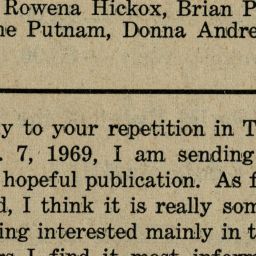 Rowena Hickox, Brian P
ne Putnam, Donna Andre
y to your repetition in T
. 7, 1969, I am sending
hopeful publication. As f
d, I think it is really som
ing interested mainly in t
rs I find it most inform